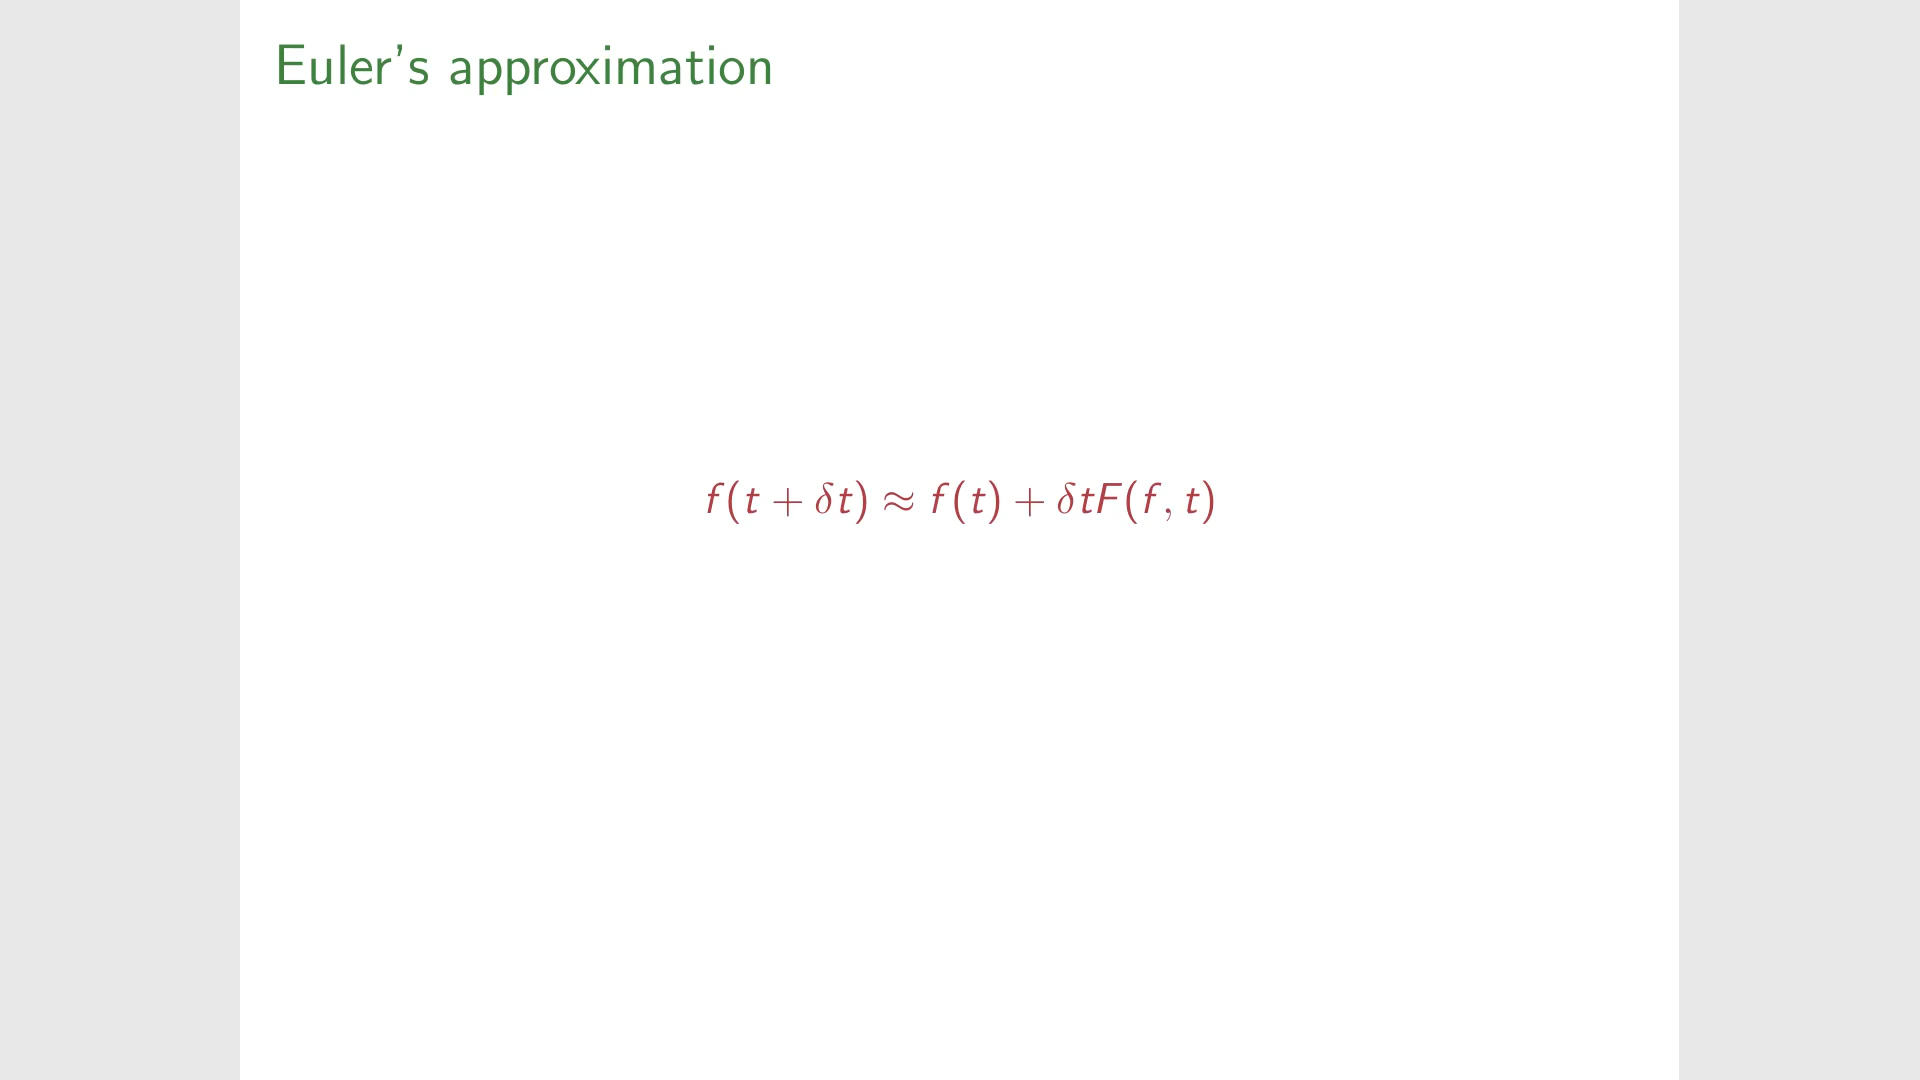 Euler’s approximation
f(t + δt) ≈ f(t) + δtF(f, t)